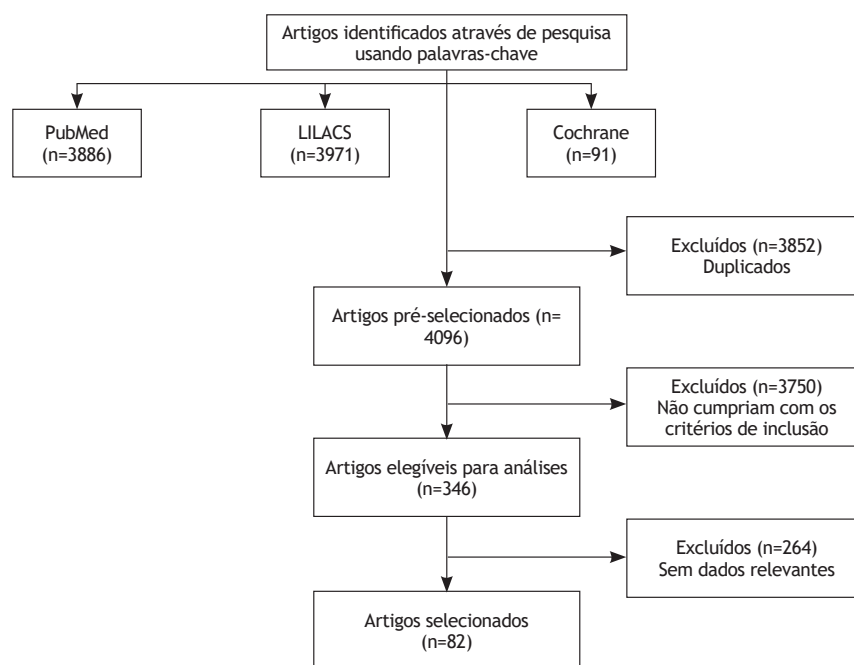 Artigos identificados através de pesquisa
usando palavras-chave
PubMed
(n=3886)
LILACS
(n=3971)
Cochrane
(n=91)
Excluídos (n=3852)
Duplicados
Artigos pré-selecionados (n=
4096)
Excluídos (n=3750)
Não cumpriam com os
critérios de inclusão
Artigos elegíveis para análises
(n=346)
Excluídos (n=264)
Sem dados relevantes
Artigos selecionados
(n=82)